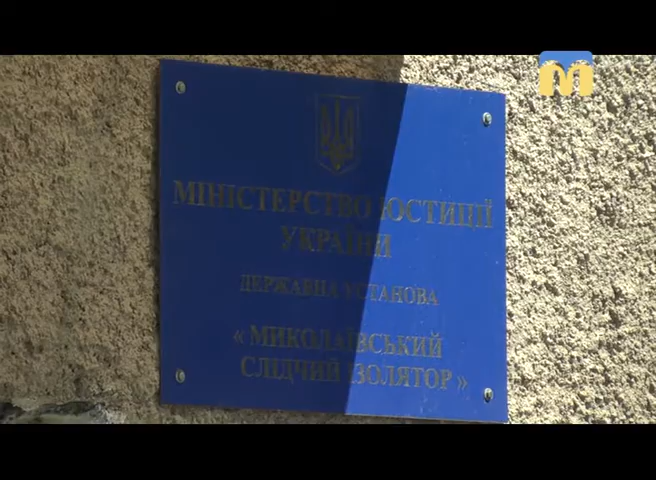 М
МІНІСТЕРСТВО ЮСТИЦІЇ
УКРАЇНИ
ДЕРЖАВНА УСТАНОВА
« МИКОЛАЇВСЬКИЙ
СЛІДЧИЙ ІЗОЛЯТОР »